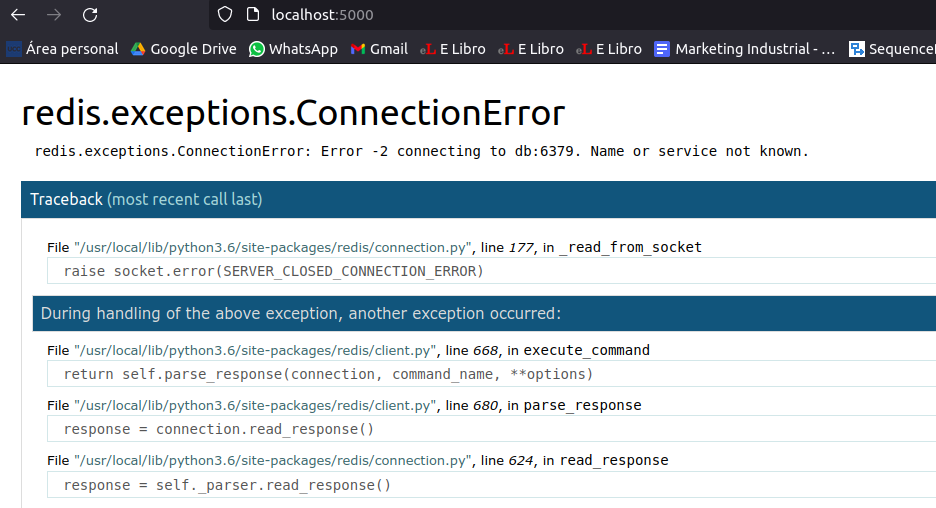 localhost:5000
Área personal Google Drive WhatsApp Gmail eL E Libro eL E Libro eL E Libro Marketing Industrial - ... Sequence
redis.exceptions.ConnectionError
redis.exceptions.ConnectionError: Error -2 connecting to db:6379. Name or service not known.
Traceback (most recent call last)
File "/usr/local/lib/python3.6/site-packages/redis/connection.py", line 177, in _read_from_socket
raise socket.error(SERVER_CLOSED_CONNECTION_ERROR)
During handling of the above exception, another exception occurred:
File "/usr/local/lib/python3.6/site-packages/redis/client.py", line 668, in execute_command
return self.parse_response(connection, command_name, **options)
File "/usr/local/lib/python3.6/site-packages/redis/client.py", line 680, in parse_response
response = connection.read_response()
File "/usr/local/lib/python3.6/site-packages/redis/connection.py", line 624, in read_response
response = self._parser.read_response()